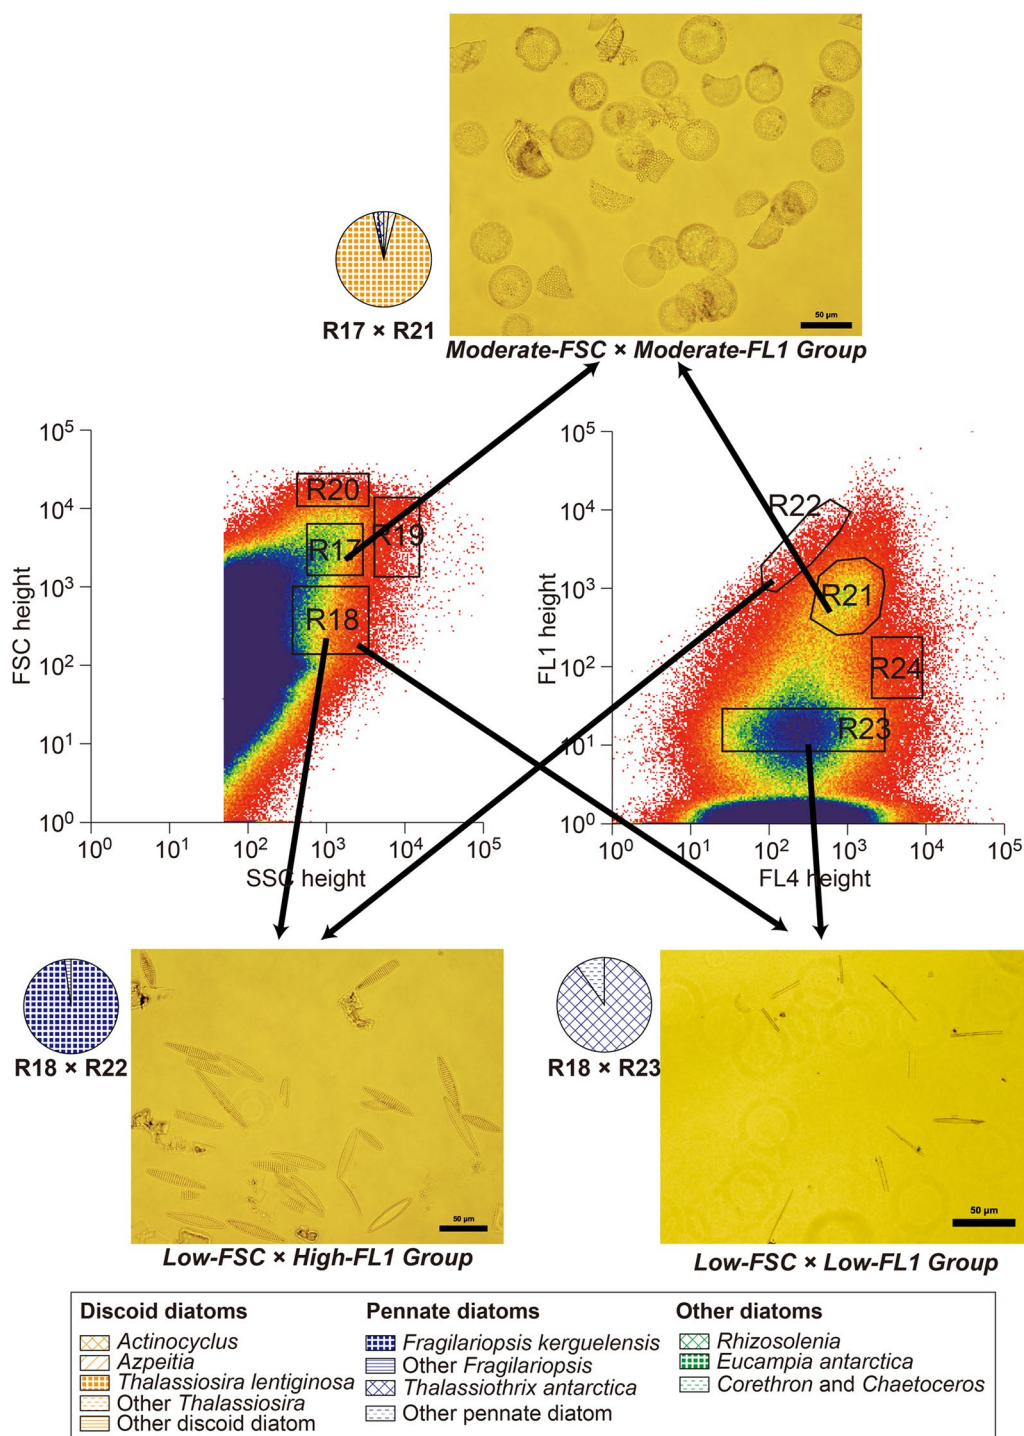 50 µm
R17 × R21
Moderate-FSC × Moderate-FL1 Group
10⁵
10⁴
10³
10²
10¹
10⁰
FSC height
R20
R17
R19
R18
10⁰ 10¹ 10² 10³ 10⁴ 10⁵
SSC height
10⁵
10⁴
10³
10²
10¹
10⁰
FL1 height
R22
R21
R24
R23
10⁰ 10¹ 10² 10³ 10⁴ 10⁵
FL4 height
R18 × R22
50 µm
Low-FSC × High-FL1 Group
R18 × R23
50 µm
Low-FSC × Low-FL1 Group
Discoid diatoms
Actinocyclus
Azpeitia
Thalassiosira lentiginosa
Other Thalassiosira
Other discoid diatom
Pennate diatoms
Fragilariopsis kerguelensis
Other Fragilariopsis
Thalassiothrix antarctica
Other pennate diatom
Other diatoms
Rhizosolenia
Eucampia antarctica
Corethron and Chaetoceros